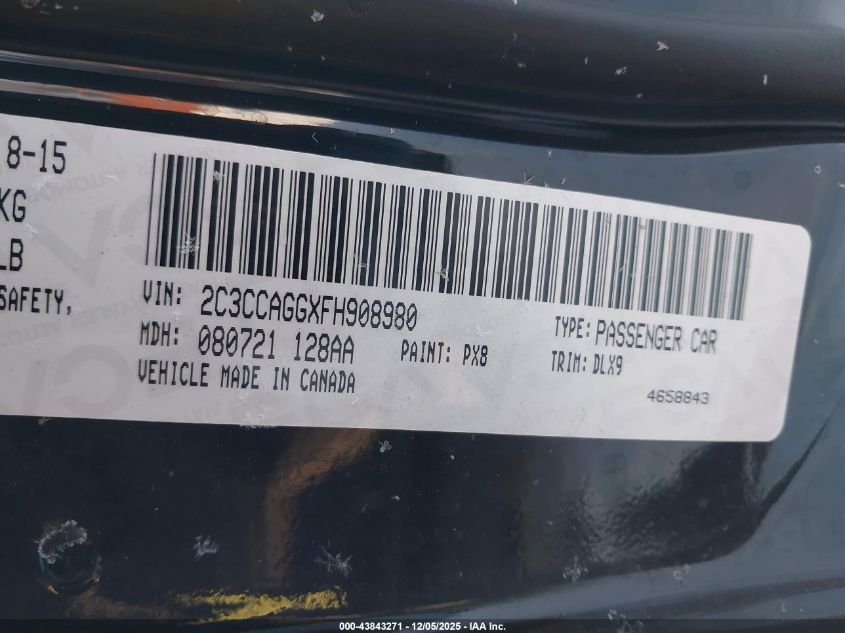 8-15
KG
LB
SAFETY,
VIN: 2C3CCAGGXFH908980
TYPE: PASSENGER CAR
MDH: 080721 128AA
PAINT: PX8
TRIM: DLX9
VEHICLE MADE IN CANADA
4658843
000-43843271 - 12/05/2025 - IAA Inc.